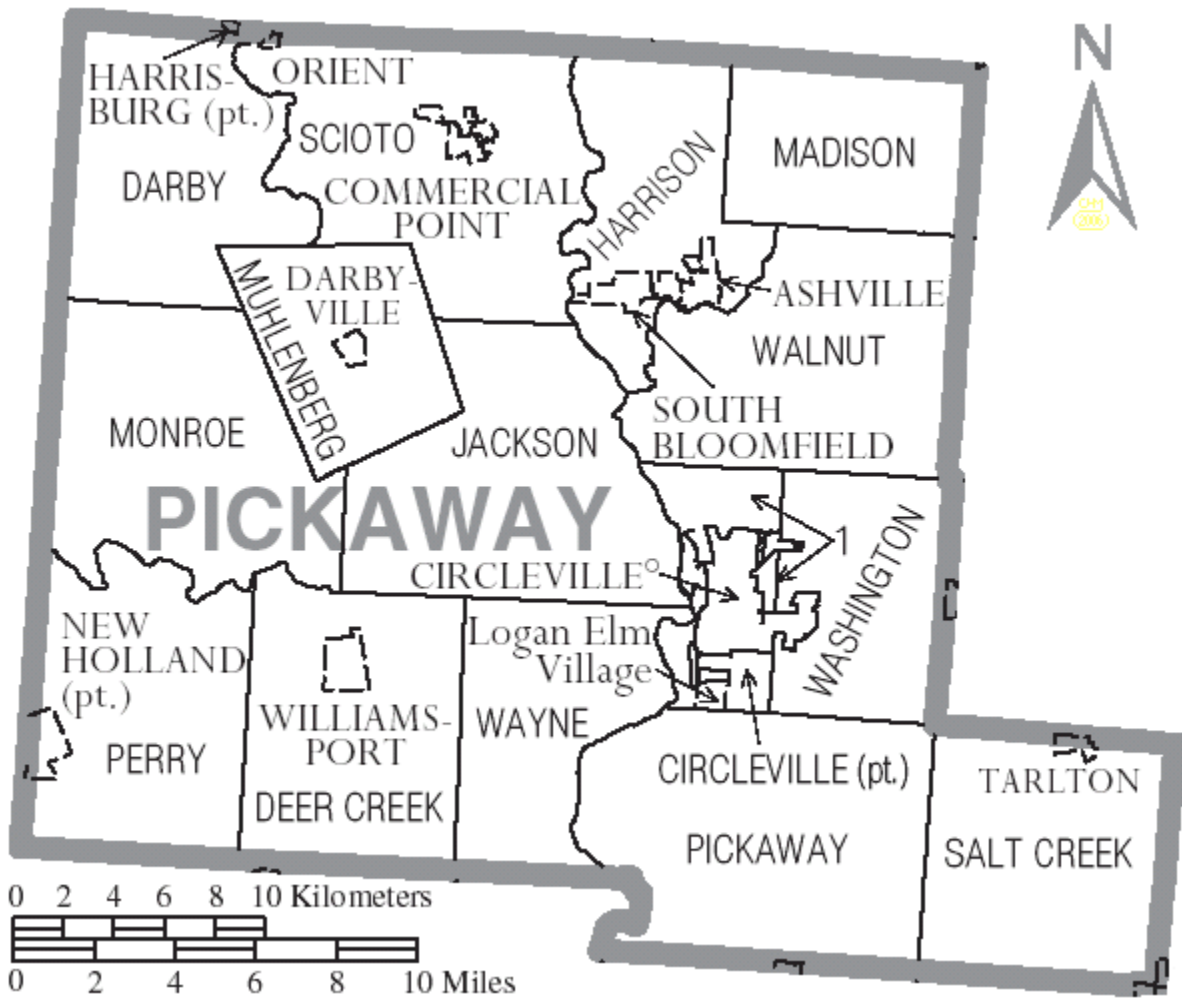 N
CMH
2006
HARRIS-
BURG (pt.)
ORIENT
SCIOTO
DARBY
COMMERCIAL
POINT
HARRISON
MADISON
MUHLENBERG
DARBY-
VILLE
ASHVILLE
WALNUT
MONROE
JACKSON
SOUTH
BLOOMFIELD
PICKAWAY
1
CIRCLEVILLE°
WASHINGTON
NEW
HOLLAND
(pt.)
Logan Elm
Village
WILLIAMS-
PORT
WAYNE
PERRY
DEER CREEK
CIRCLEVILLE (pt.)
TARLTON
PICKAWAY
SALT CREEK
0 2 4 6 8 10 Kilometers
0 2 4 6 8 10 Miles